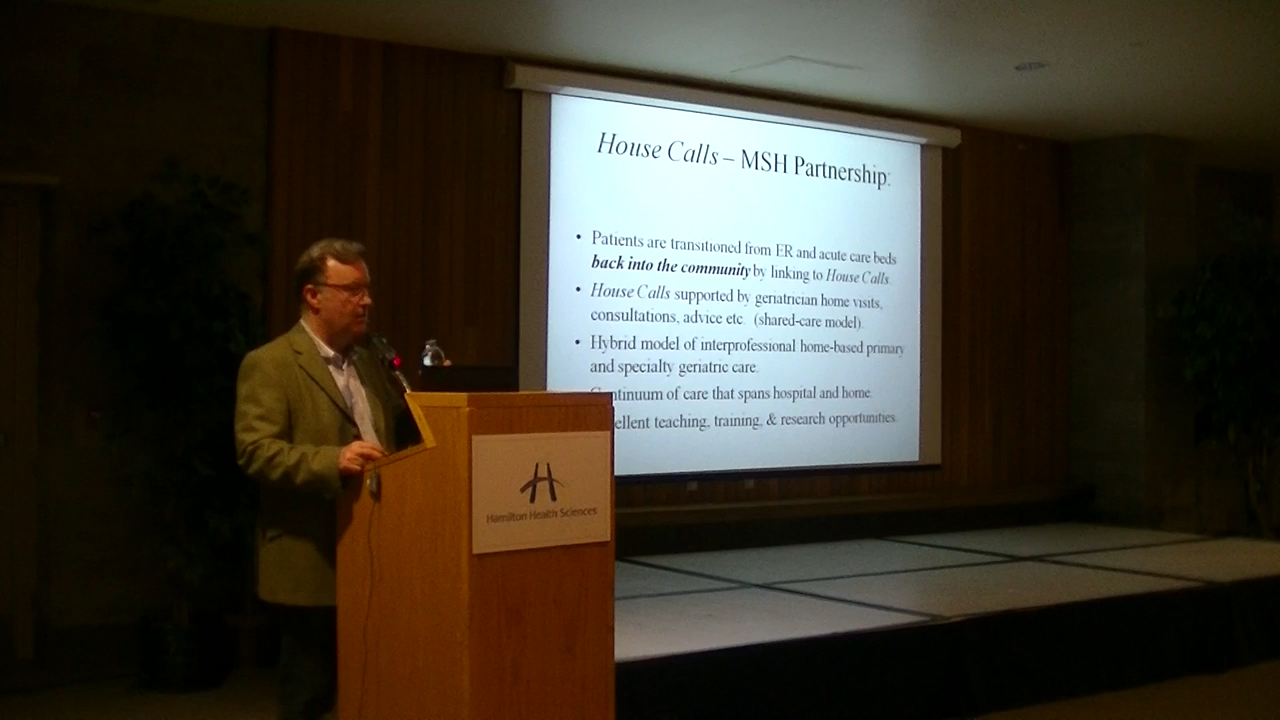 House Calls – MSH Partnership:
• Patients are transitioned from ER and acute care beds
back into the community by linking to House Calls.
• House Calls supported by geriatrician home visits,
consultations, advice etc. (shared-care model).
• Hybrid model of interprofessional home-based primary
and specialty geriatric care.
ntinuum of care that spans hospital and home.
ellent teaching, training, & research opportunities.
Hamilton Health Sciences